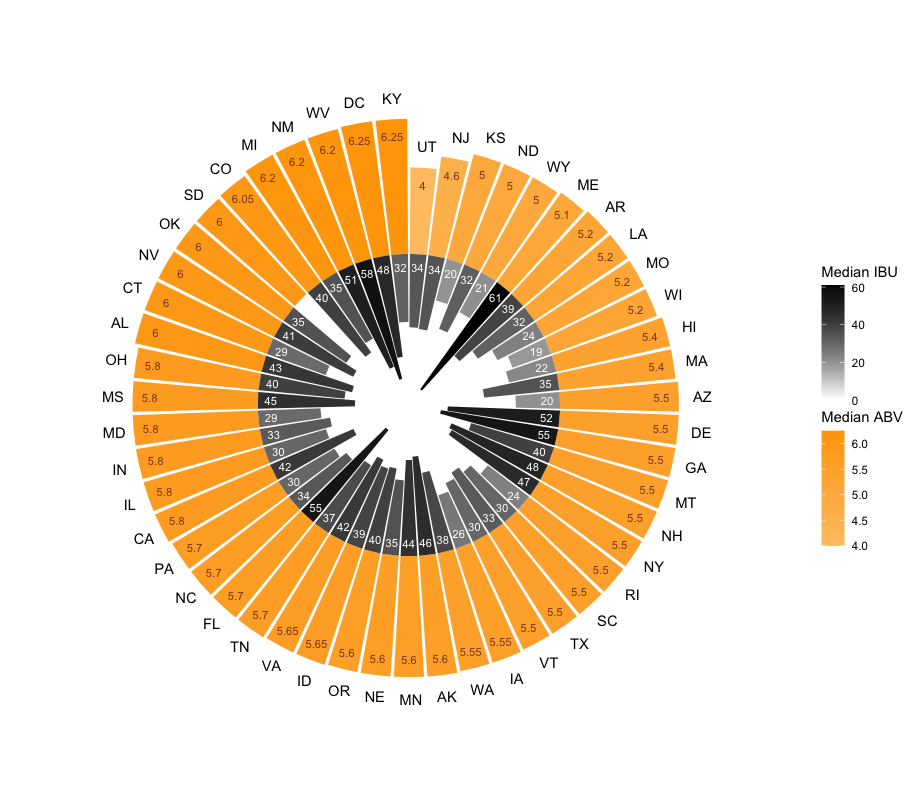 UT
NJ
KS
ND
WY
ME
AR
LA
MO
WI
HI
MA
AZ
DE
GA
MT
NH
NY
RI
SC
TX
VT
IA
WA
AK
MN
NE
OR
ID
VA
TN
FL
NC
PA
CA
IL
IN
MD
MS
OH
AL
CT
NV
OK
SD
CO
MI
NM
WV
DC
KY
4
4.6
5
5
5
5.1
5.2
5.2
5.2
5.2
5.4
5.4
5.5
5.5
5.5
5.5
5.5
5.5
5.5
5.5
5.5
5.5
5.55
5.55
5.6
5.6
5.6
5.6
5.65
5.65
5.7
5.7
5.7
5.7
5.8
5.8
5.8
5.8
5.8
5.8
6
6
6
6
6
6.05
6.2
6.2
6.2
6.25
6.25
34
34
20
32
21
61
39
32
24
19
22
35
20
52
55
40
48
47
24
30
33
30
26
38
46
44
35
40
39
42
37
55
34
30
42
30
33
29
45
40
43
29
41
35
40
35
51
58
48
32
Median IBU
60
40
20
0
Median ABV
6.0
5.5
5.0
4.5
4.0